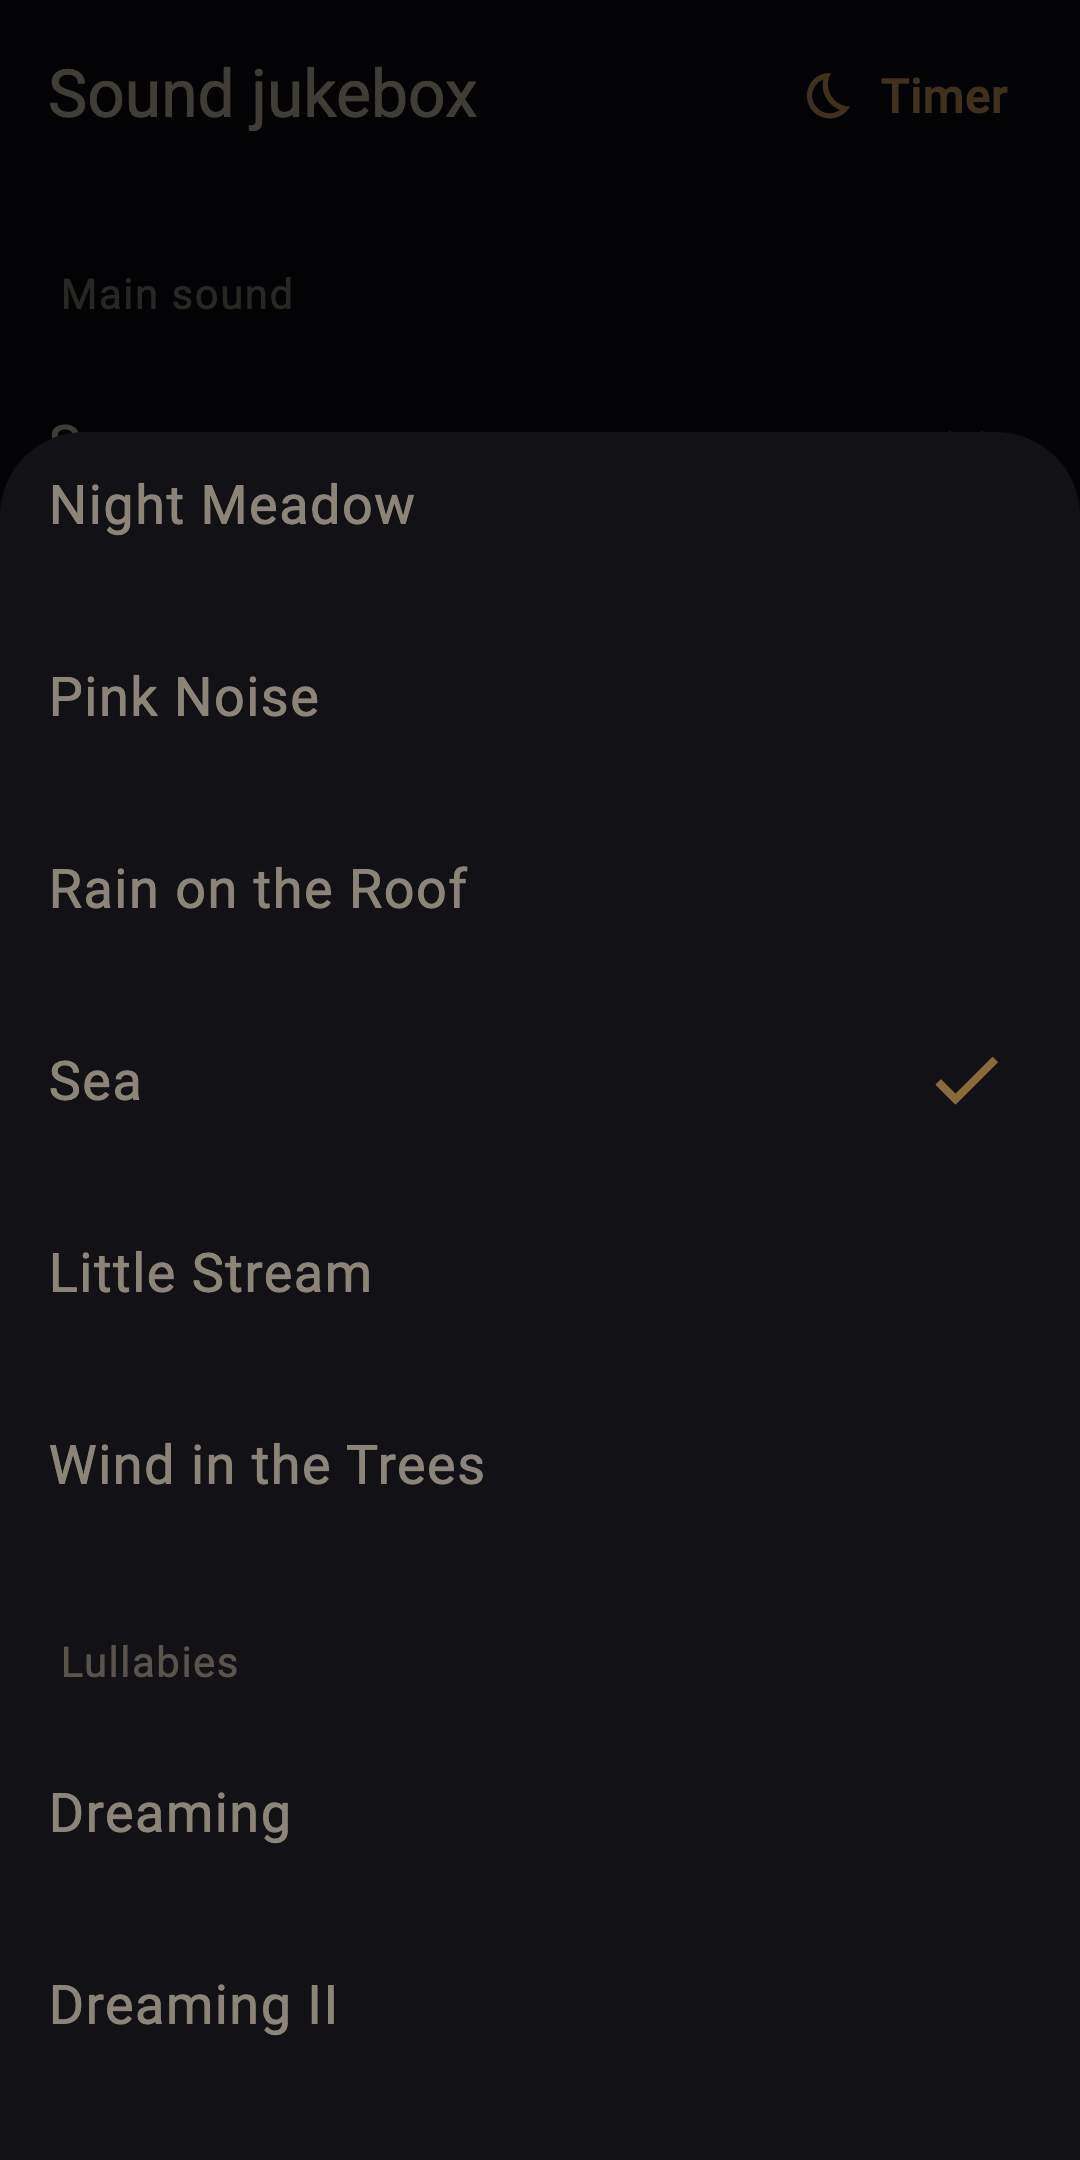 Sound jukebox
Timer
Main sound
Night Meadow
Pink Noise
Rain on the Roof
Sea
Little Stream
Wind in the Trees
Lullabies
Dreaming
Dreaming II